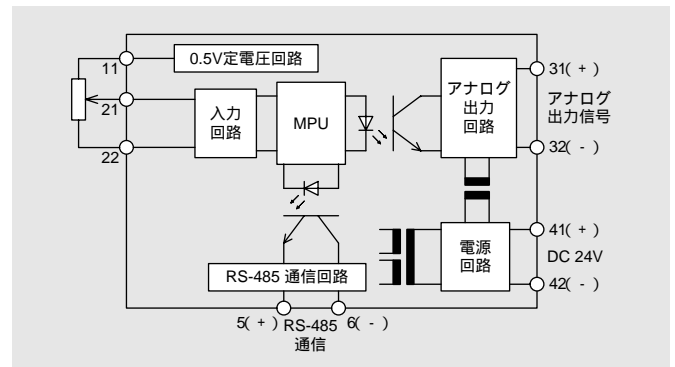 11
0.5V定電圧回路
31( + )
アナログ
出力
回路
アナログ
出力信号
21
入力
回路
MPU
22
32( - )
41( + )
電源
回路
DC 24V
RS-485 通信回路
42( - )
5( + )
RS-485
6( - )
通信